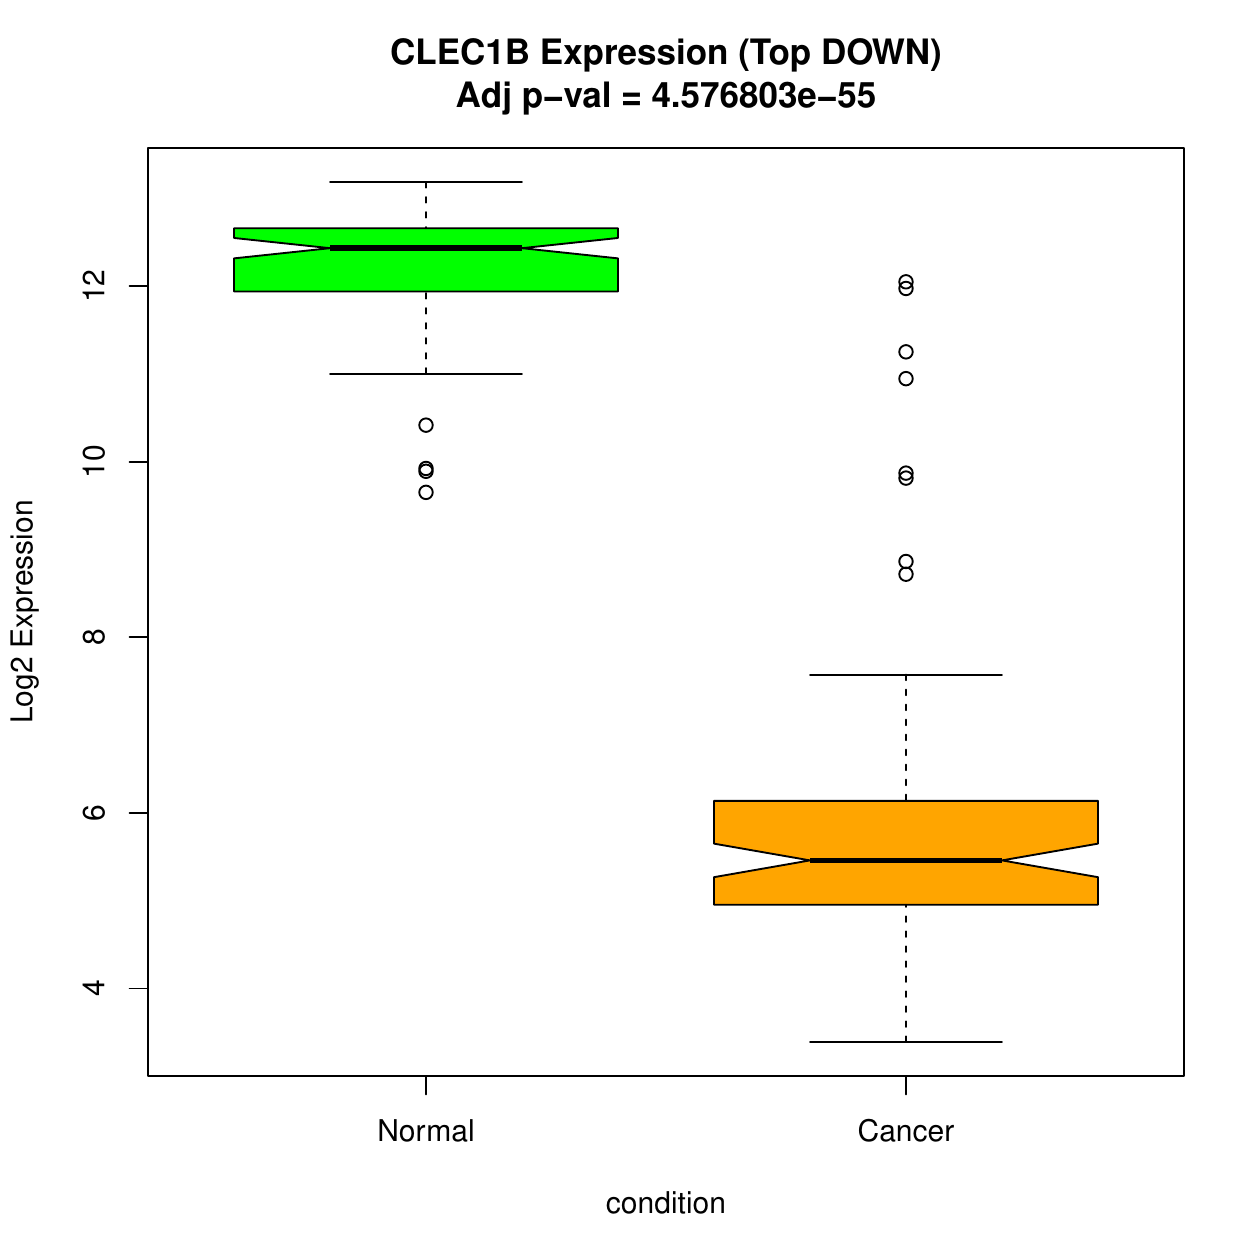 CLEC1B Expression (Top DOWN)
Adj p−val = 4.576803e−55
Log2 Expression
12
10
8
6
4
Normal
Cancer
condition